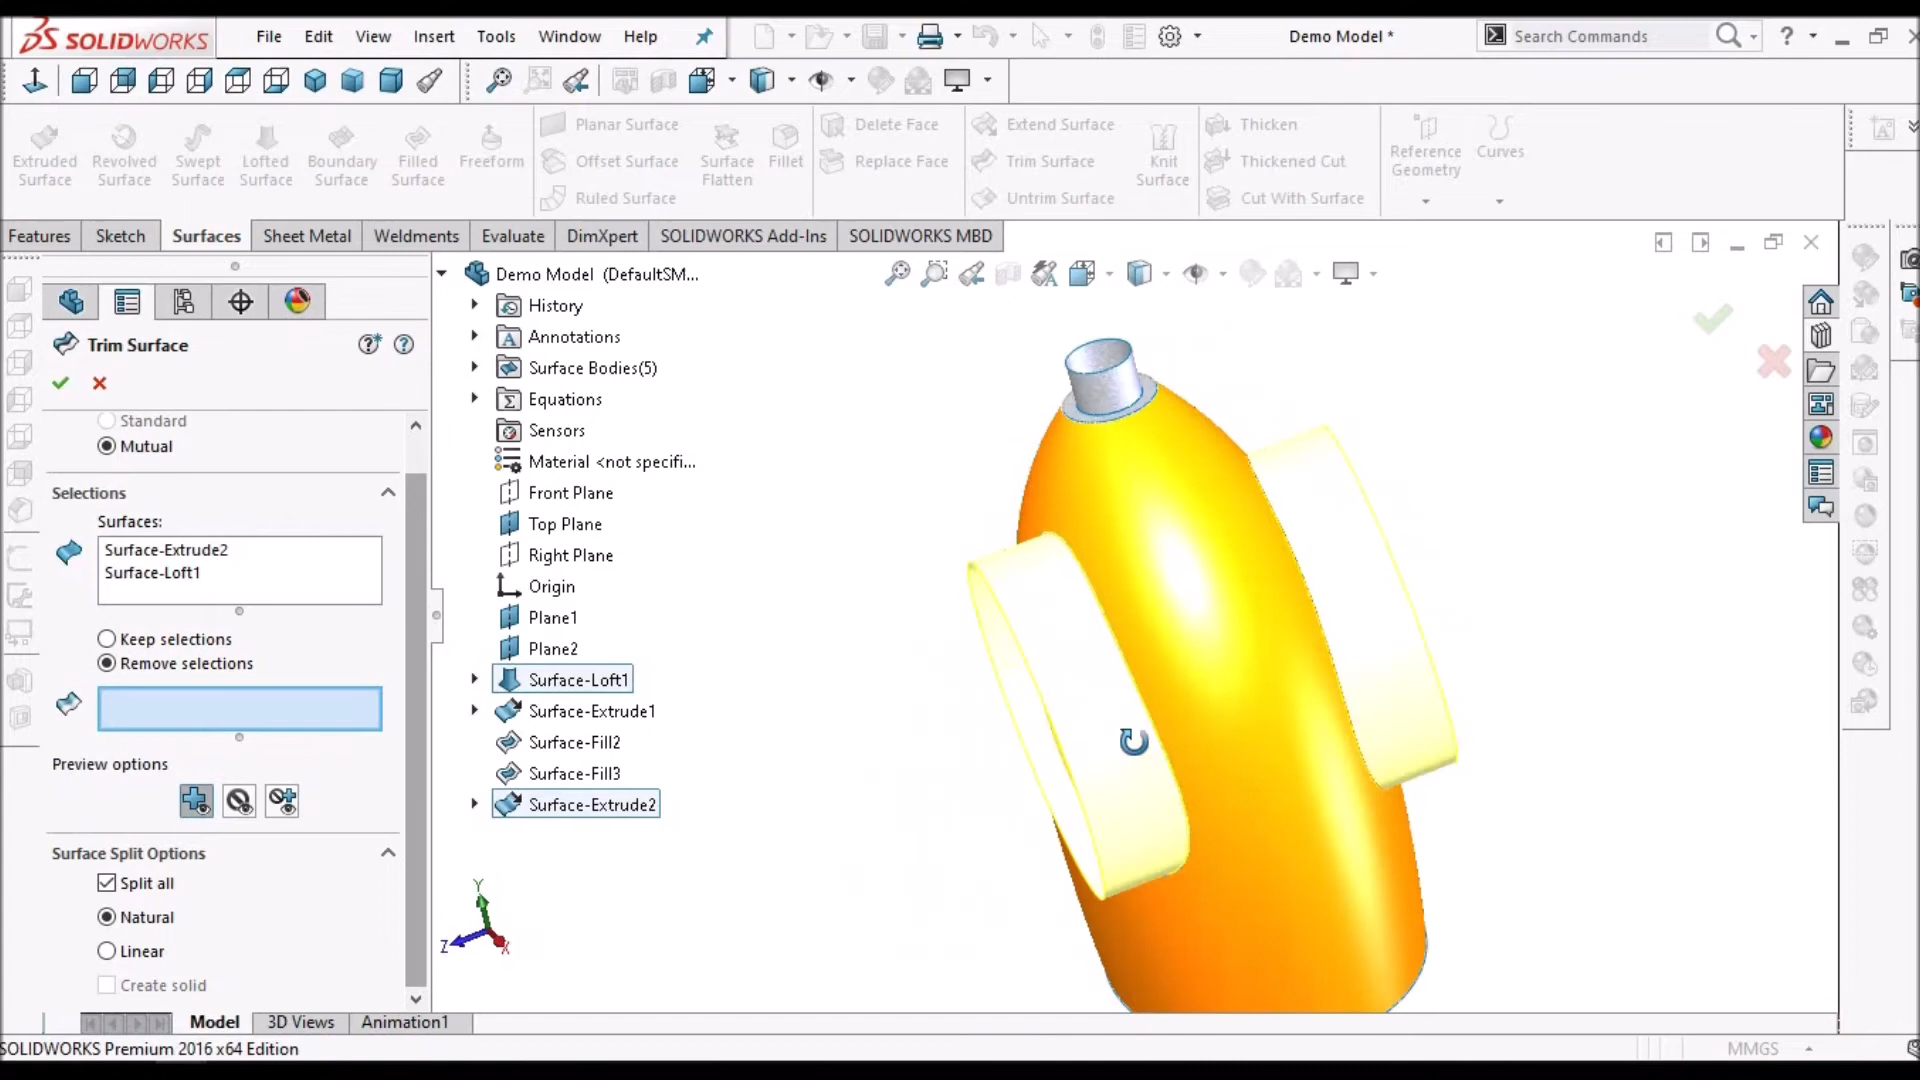 SOLIDWORKS
File Edit View Insert Tools Window Help
Demo Model *
Search Commands
?
Extruded Surface
Revolved Surface
Swept Surface
Lofted Surface
Boundary Surface
Filled Surface
Freeform
Planar Surface
Offset Surface
Ruled Surface
Surface Flatten
Fillet
Delete Face
Replace Face
Extend Surface
Trim Surface
Untrim Surface
Knit Surface
Thicken
Thickened Cut
Cut With Surface
Reference Geometry
Curves
Features Sketch Surfaces Sheet Metal Weldments Evaluate DimXpert SOLIDWORKS Add-Ins SOLIDWORKS MBD
Trim Surface
Standard
Mutual
Selections
Surfaces:
Surface-Extrude2
Surface-Loft1
Keep selections
Remove selections
Preview options
Surface Split Options
Split all
Natural
Linear
Create solid
Demo Model (DefaultSM...
History
Annotations
Surface Bodies(5)
Equations
Sensors
Material <not specifi...
Front Plane
Top Plane
Right Plane
Origin
Plane1
Plane2
Surface-Loft1
Surface-Extrude1
Surface-Fill2
Surface-Fill3
Surface-Extrude2
Y
Z
X
Model 3D Views Animation1
SOLIDWORKS Premium 2016 x64 Edition
MMGS